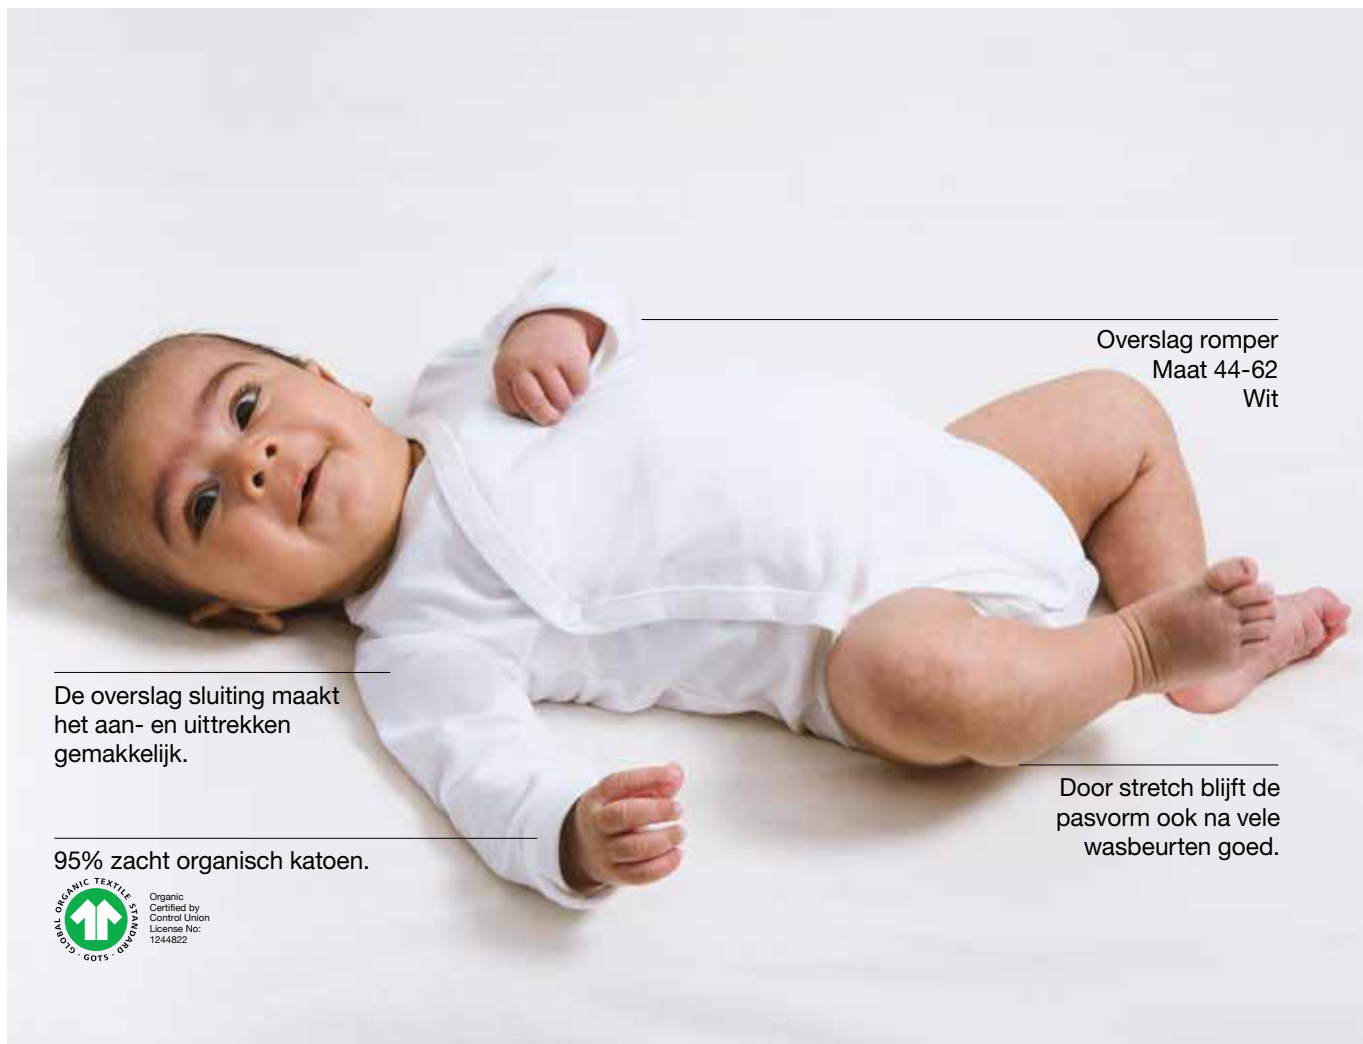 Overslag romper
Maat 44-62
Wit
De overslag sluiting maakt
het aan- en uittrekken
gemakkelijk.
Door stretch blijft de
pasvorm ook na vele
wasbeurten goed.
95% zacht organisch katoen.
GLOBAL ORGANIC TEXTILE STANDARD · GOTS ·
Organic
Certified by
Control Union
License No:
1244822